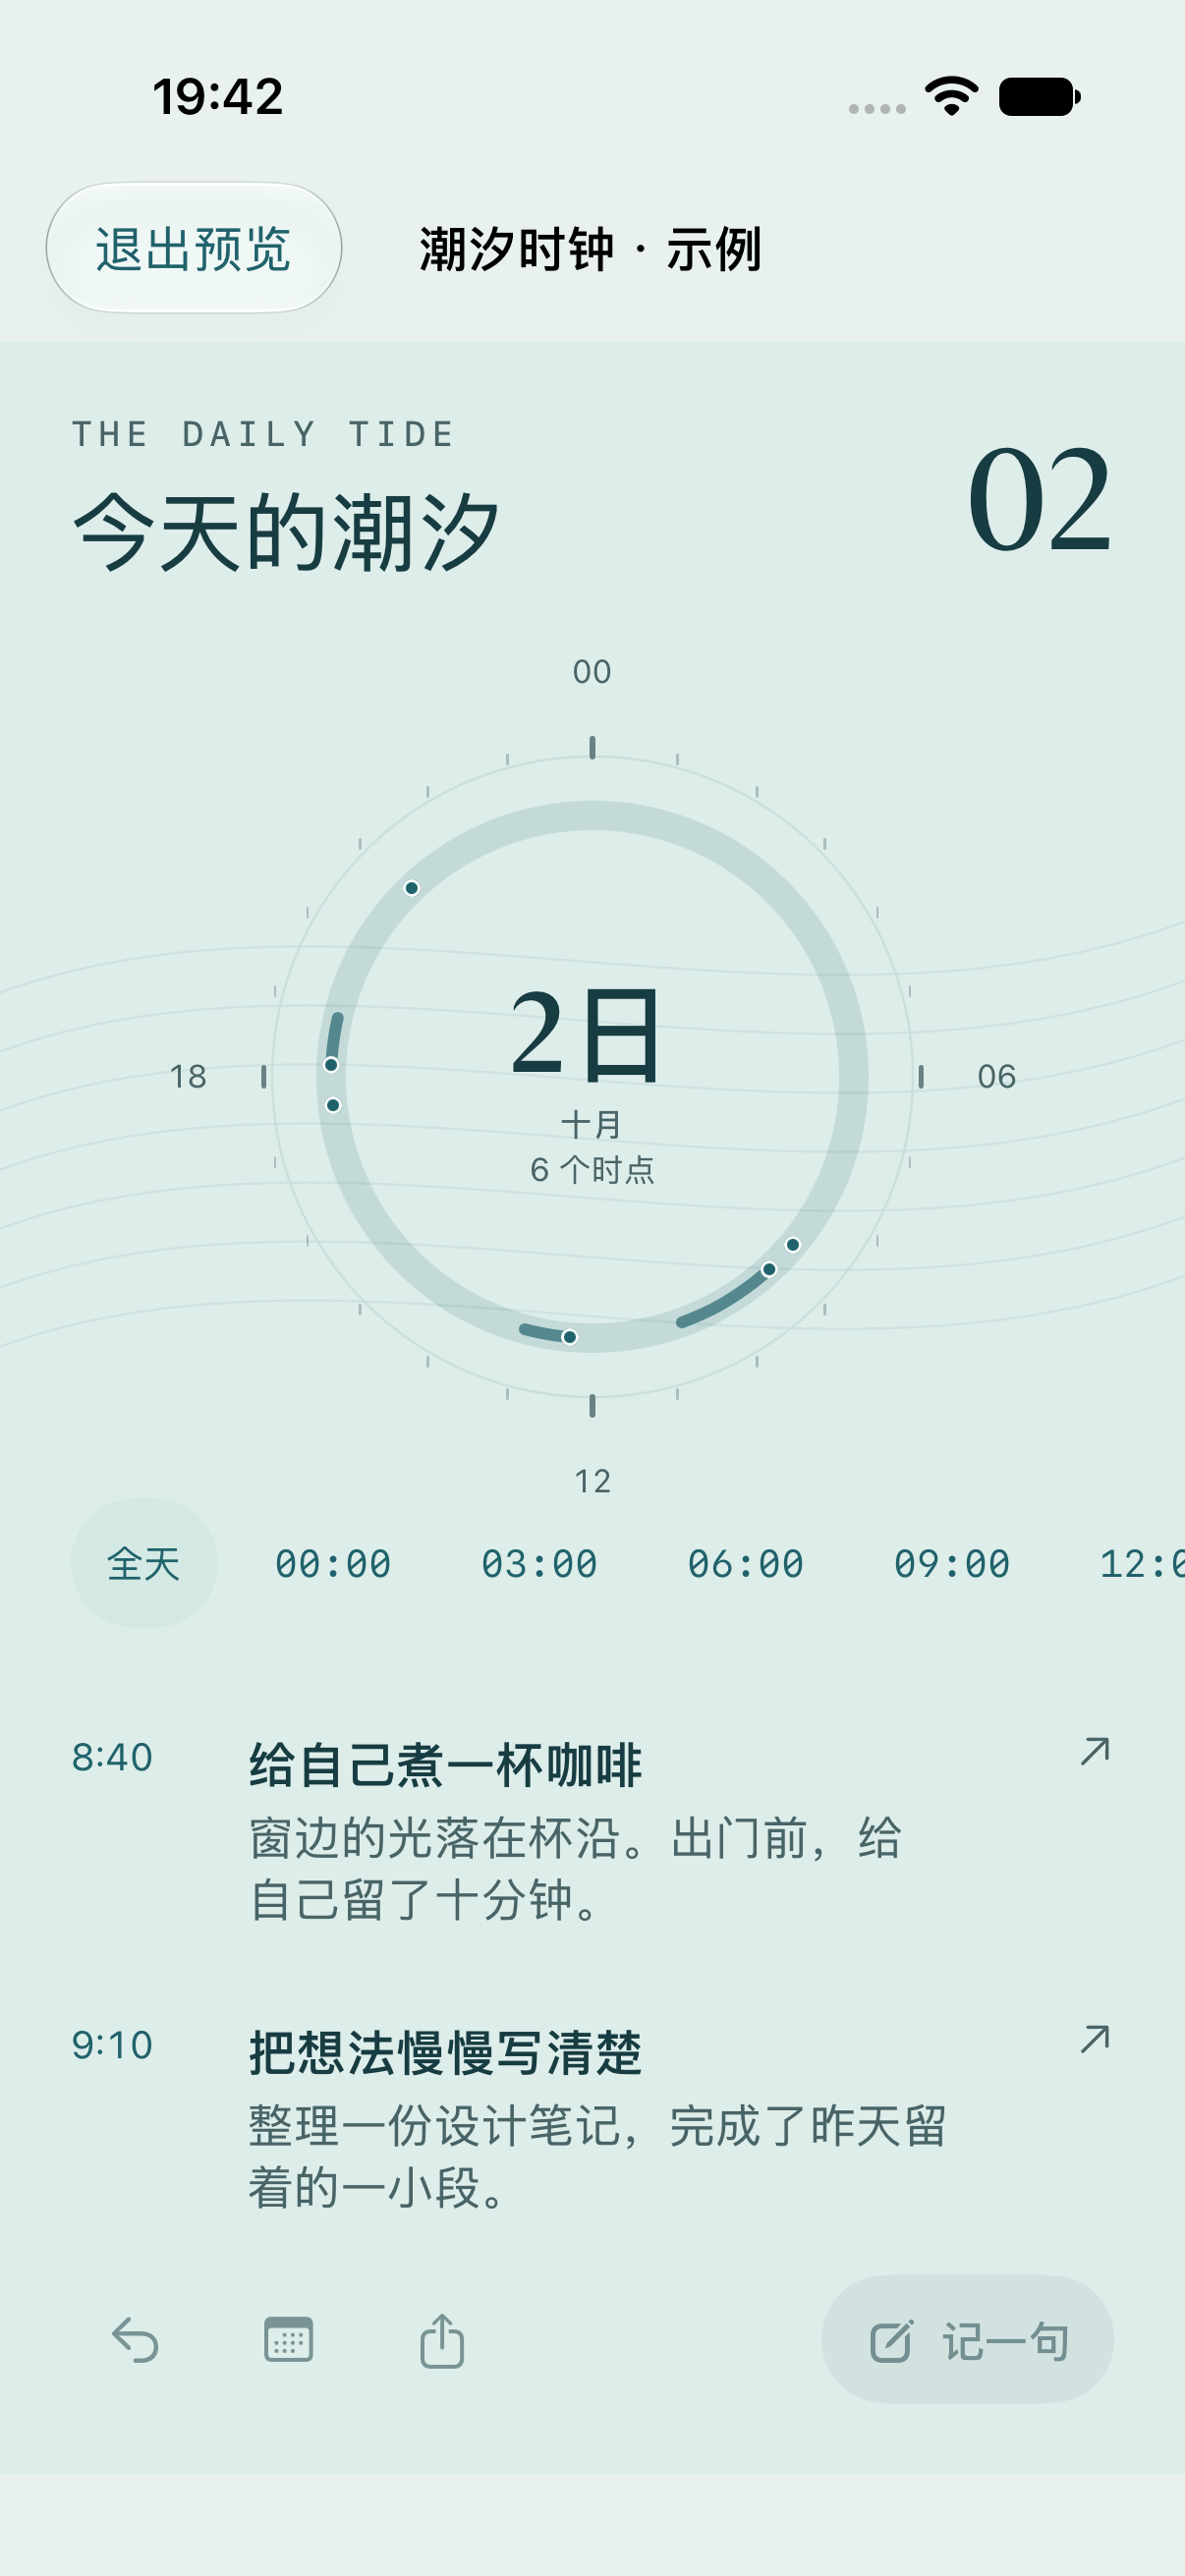 19:42
退出预览
潮汐时钟 · 示例
THE DAILY TIDE
今天的潮汐
02
00
18
06
2日
十月
6 个时点
12
全天
00:00
03:00
06:00
09:00
12:0
8:40
给自己煮一杯咖啡
窗边的光落在杯沿。出门前，给
自己留了十分钟。
9:10
把想法慢慢写清楚
整理一份设计笔记，完成了昨天留
着的一小段。
记一句